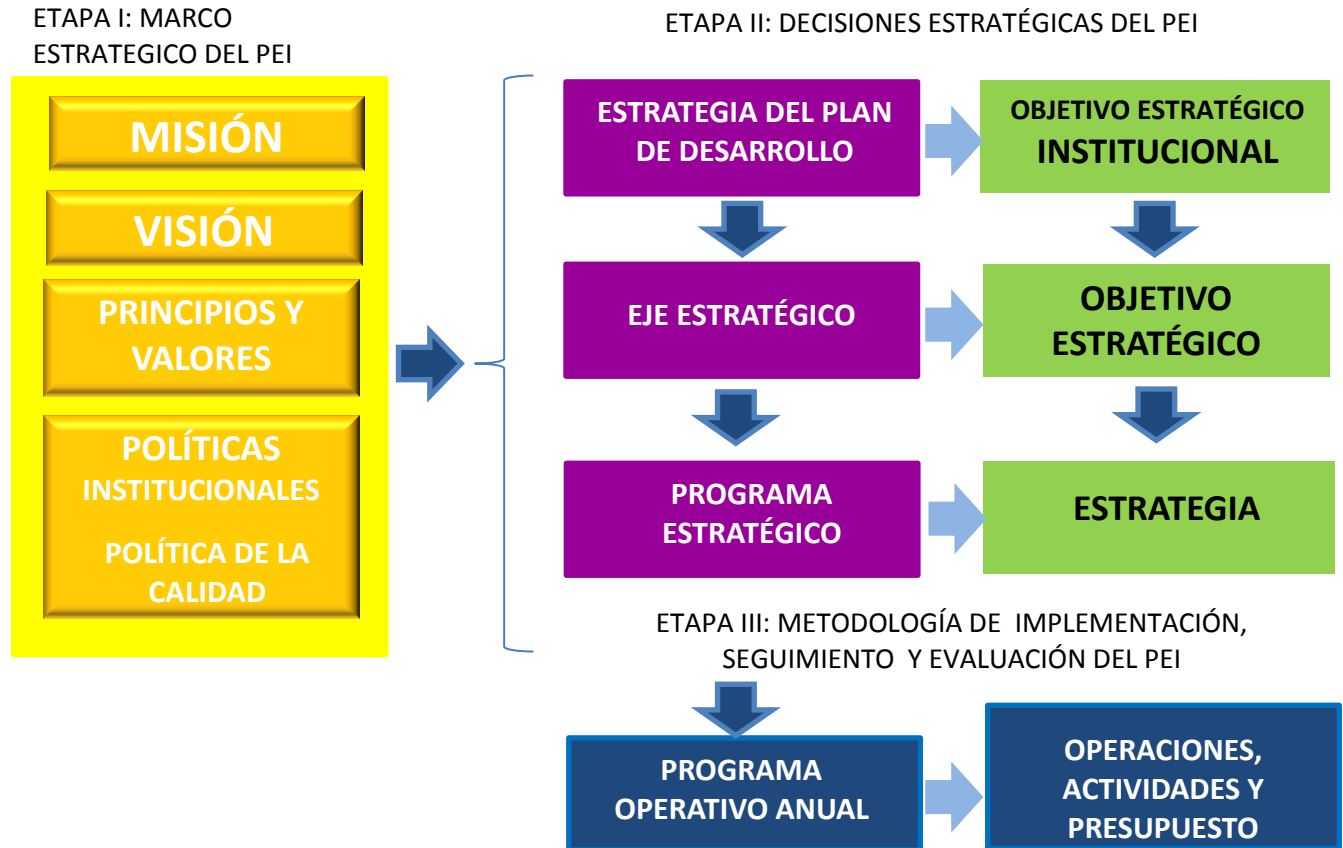 ETAPA I: MARCO
ESTRATEGICO DEL PEI
MISIÓN
VISIÓN
PRINCIPIOS Y
VALORES
POLÍTICAS
INSTITUCIONALES
POLÍTICA DE LA
CALIDAD
ETAPA II: DECISIONES ESTRATÉGICAS DEL PEI
ESTRATEGIA DEL PLAN
DE DESARROLLO
OBJETIVO ESTRATÉGICO
INSTITUCIONAL
EJE ESTRATÉGICO
OBJETIVO
ESTRATÉGICO
PROGRAMA
ESTRATÉGICO
ESTRATEGIA
ETAPA III: METODOLOGÍA DE IMPLEMENTACIÓN,
SEGUIMIENTO Y EVALUACIÓN DEL PEI
PROGRAMA
OPERATIVO ANUAL
OPERACIONES,
ACTIVIDADES Y
PRESUPUESTO